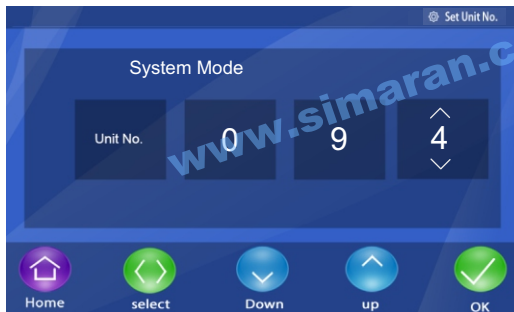 Set Unit No.
System Mode
Unit No. 0 9 4
www.simaran.c
Home select Down up OK